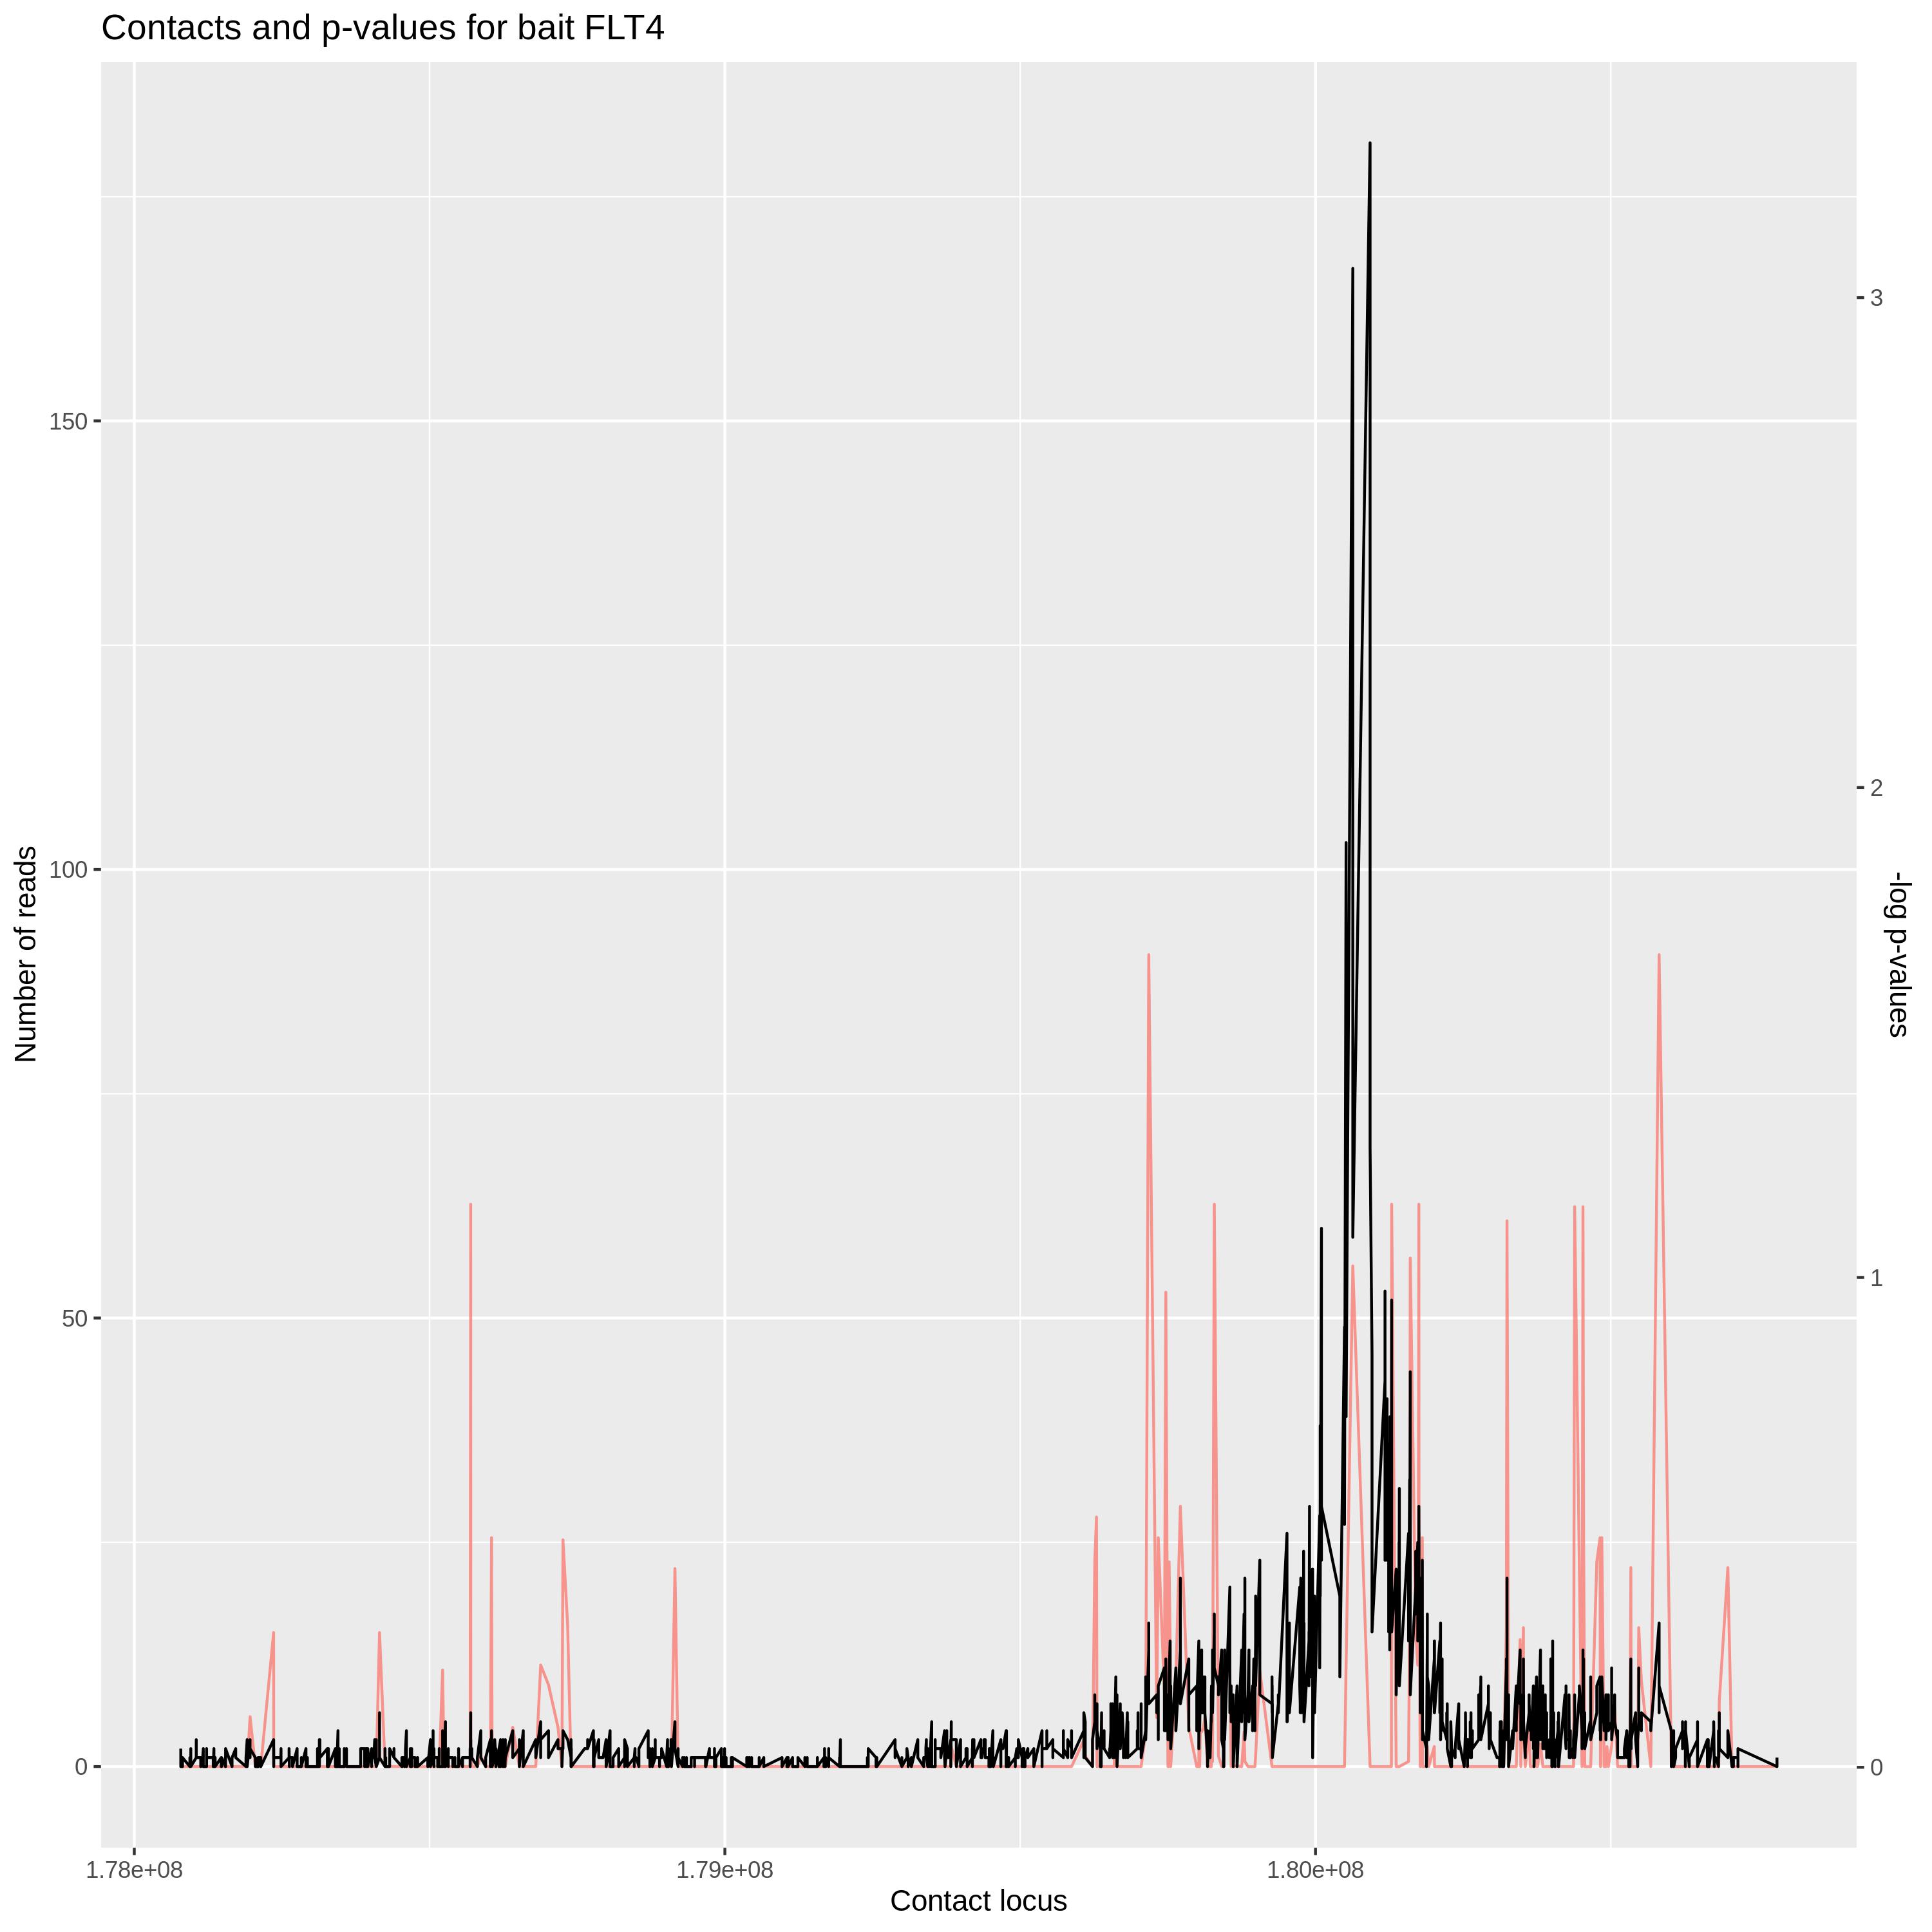 Contacts and p-values for bait FLT4
150
100
50
0
3
2
1
0
Number of reads
-log p-values
1.78e+08
1.79e+08
1.80e+08
Contact locus